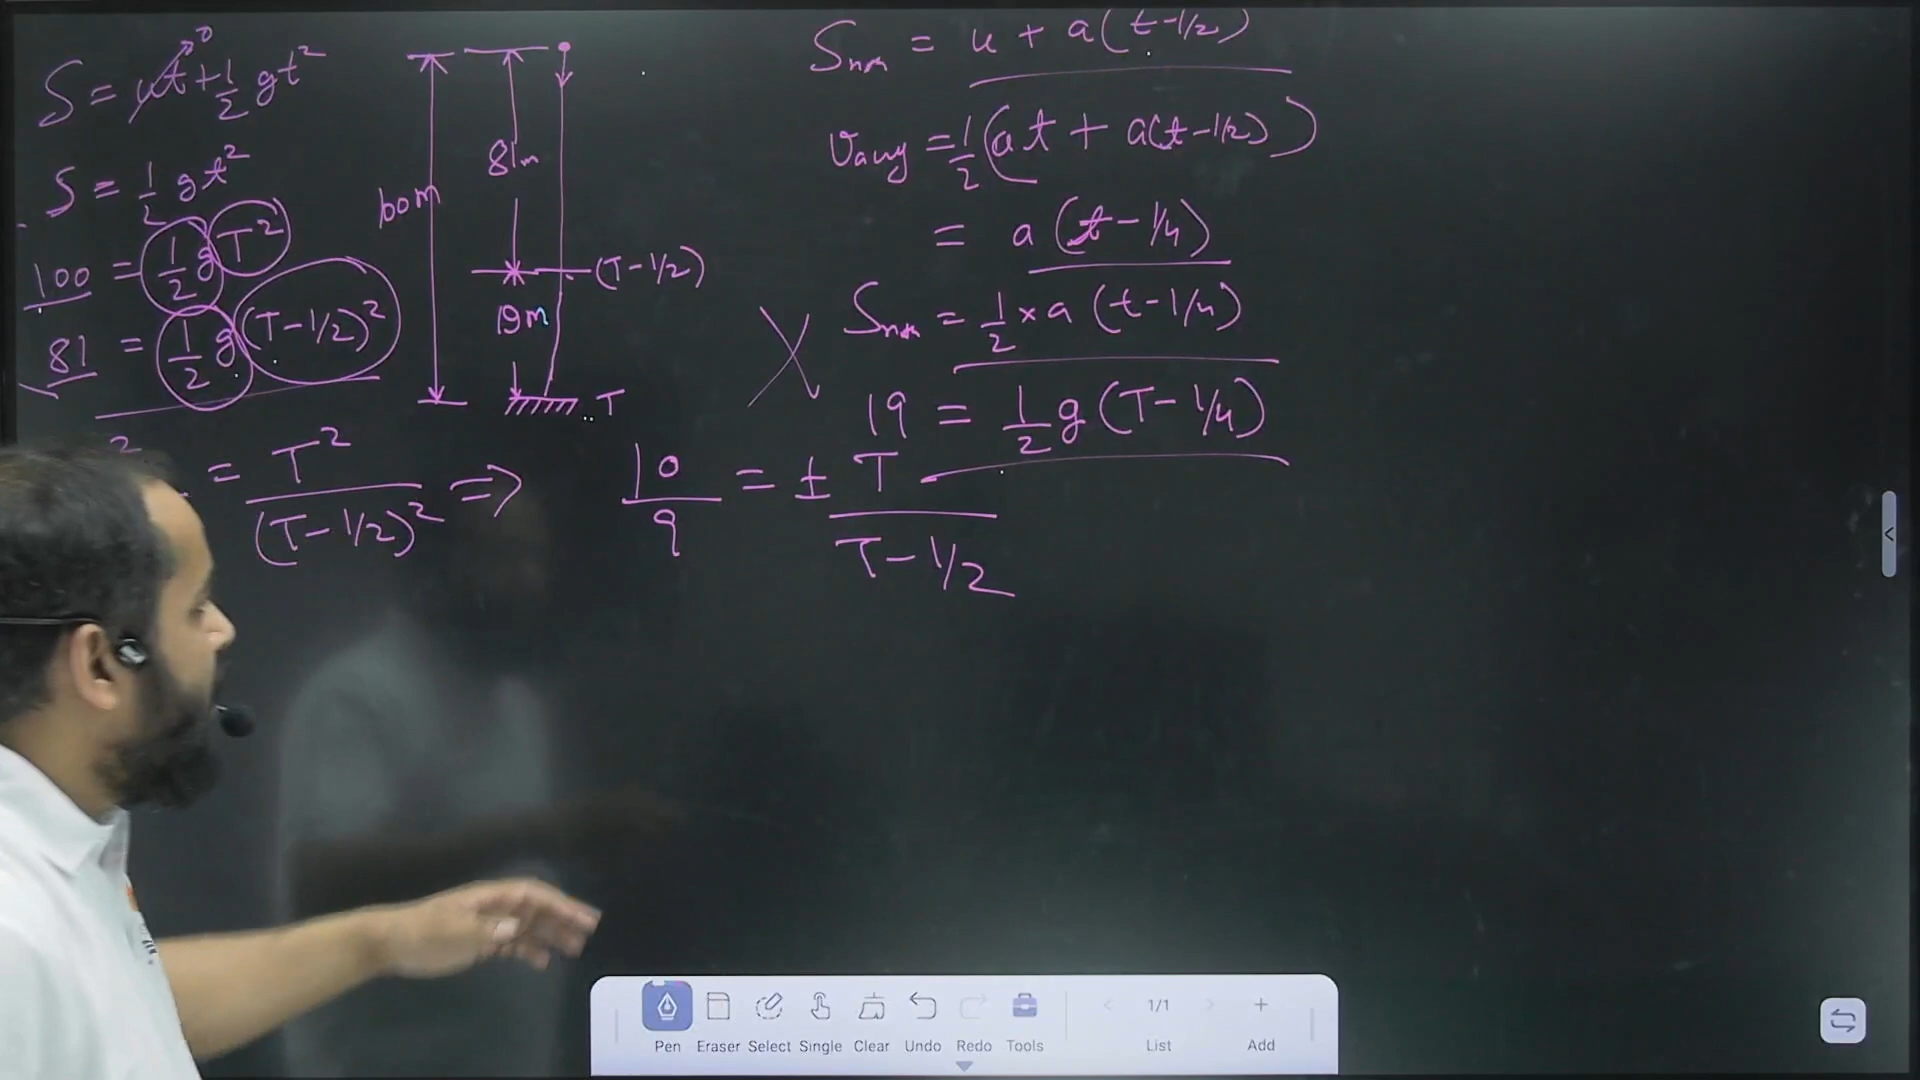 S = ut + 1/2 gt² 0
S = 1/2 gt²
100 = 1/2 g T²
81 = 1/2 g (T-1/2)²
2
= T² / (T-1/2)² ⇒ 10/9 = ± T / (T-1/2)
100m
81m
19m
(T-1/2)
T
= u + a(t-1/2)
= 1/2 (at + a(t-1/2))
= a(t-1/4)
= 1/2 × a (t-1/4)
19 = 1/2 g (T-1/4)
Pen Eraser Select Single Clear Undo Redo Tools
< 1/1 > +
List Add
<